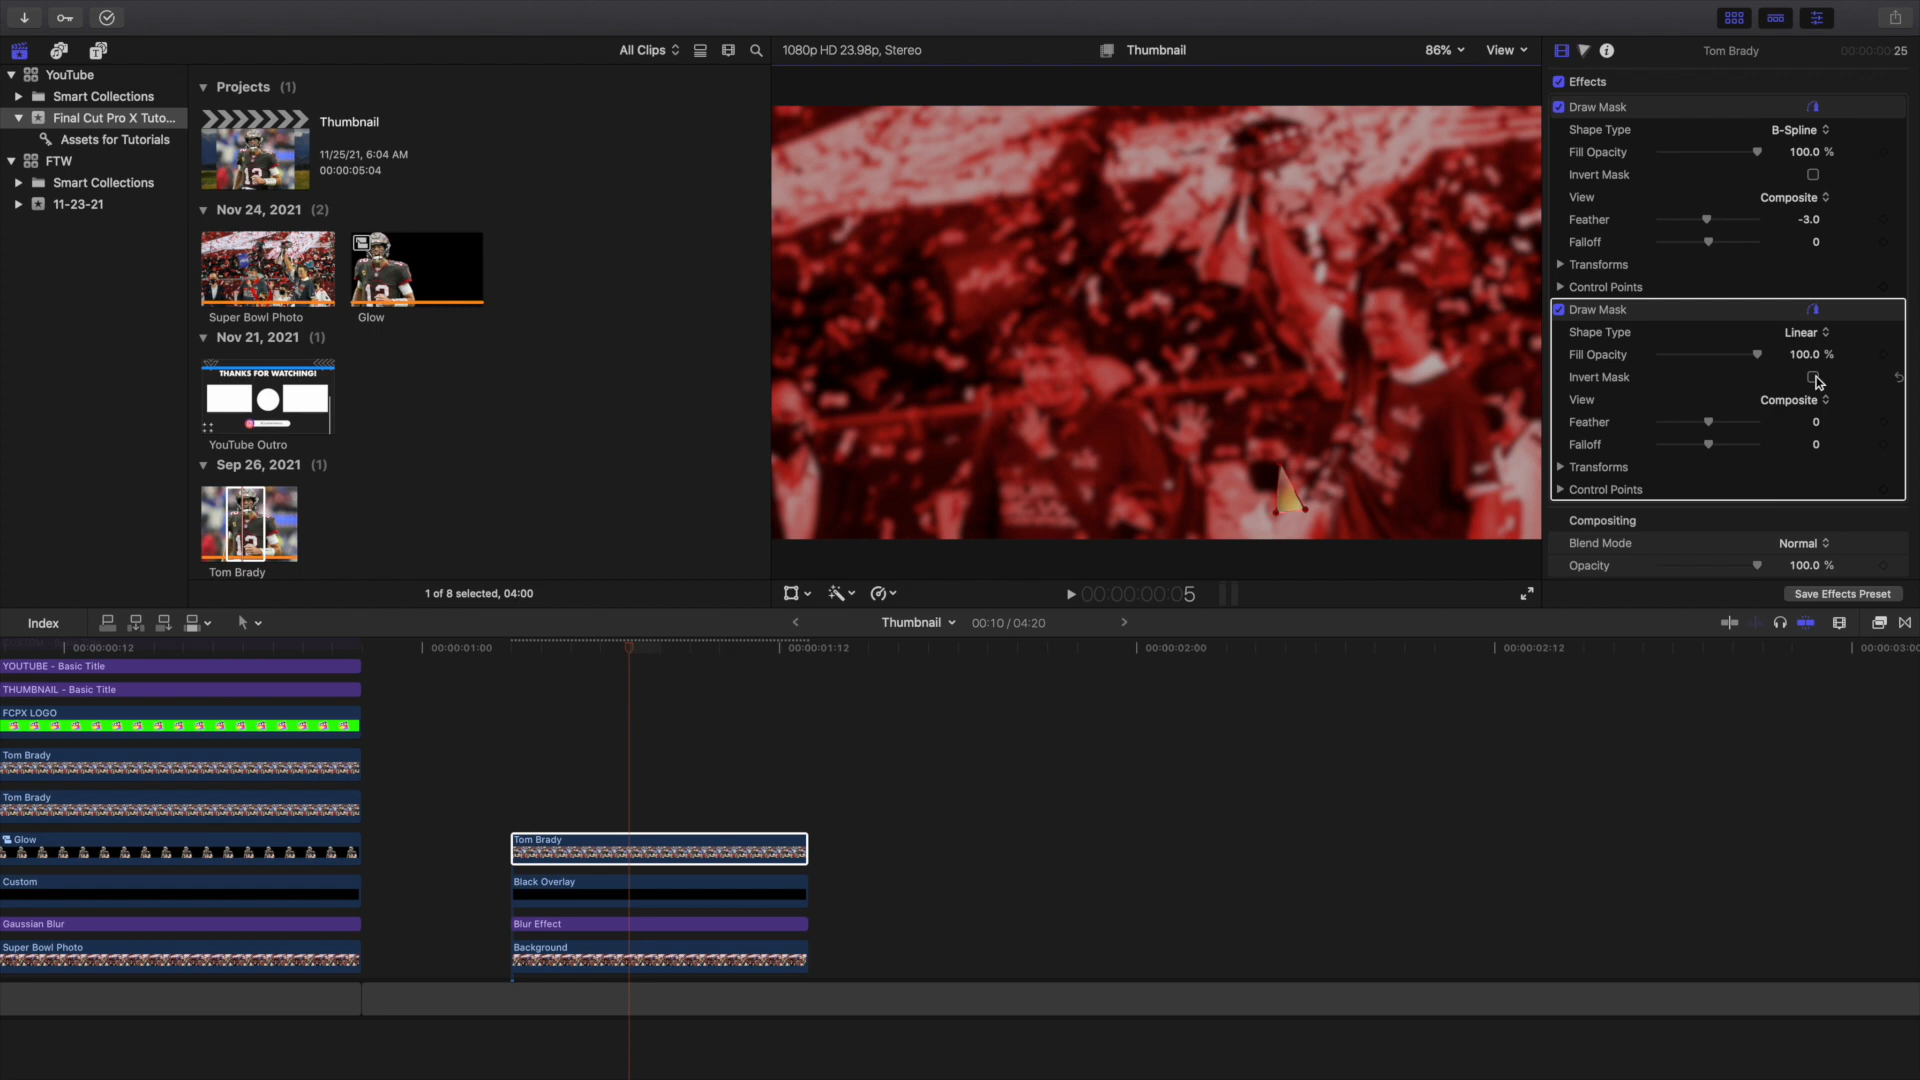 All Clips
1080p HD 23.98p, Stereo
Thumbnail
86%
View
Tom Brady
00:00:00:25
YouTube
Smart Collections
Final Cut Pro X Tuto...
Assets for Tutorials
FTW
Smart Collections
11-23-21
Projects (1)
Thumbnail
11/25/21, 6:04 AM
00:00:05:04
Nov 24, 2021 (2)
Super Bowl Photo
Glow
Nov 21, 2021 (1)
THANKS FOR WATCHING!
YouTube Outro
Sep 26, 2021 (1)
Tom Brady
1 of 8 selected, 04:00
00:00:00:05
Effects
Draw Mask
Shape Type B-Spline
Fill Opacity 100.0 %
Invert Mask
View Composite
Feather -3.0
Falloff 0
Transforms
Control Points
Draw Mask
Shape Type Linear
Fill Opacity 100.0 %
Invert Mask
View Composite
Feather 0
Falloff 0
Transforms
Control Points
Compositing
Blend Mode Normal
Opacity 100.0 %
Save Effects Preset
Index
Thumbnail
00:10 / 04:20
00:00:00:12
00:00:01:00
00:00:01:12
00:00:02:00
00:00:02:12
00:00:03:00
YOUTUBE - Basic Title
THUMBNAIL - Basic Title
FCPX LOGO
Tom Brady
Tom Brady
Glow
Custom
Gaussian Blur
Super Bowl Photo
Tom Brady
Black Overlay
Blur Effect
Background